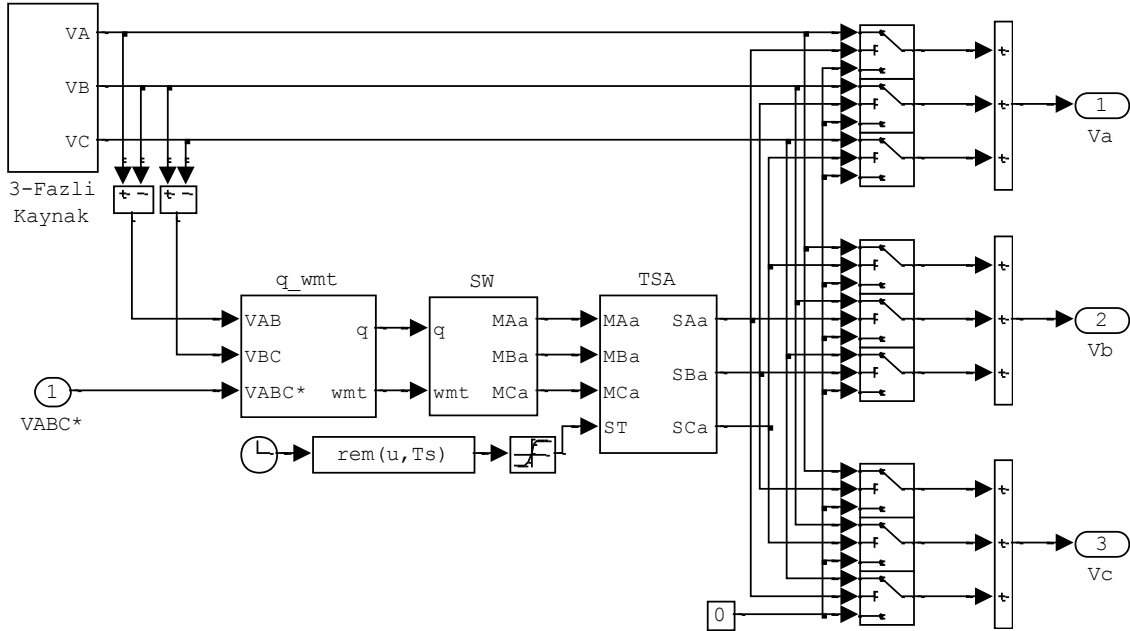 VA
VB
VC
3-Fazli
Kaynak
+ -
+ -
q_wmt
VAB
VBC
VABC*
q
wmt
SW
q
wmt
MAa
MBa
MCa
TSA
MAa
MBa
MCa
ST
SAa
SBa
SCa
1
VABC*
rem(u,Ts)
0
+
+
+
1
Va
+
+
+
2
Vb
+
+
+
3
Vc